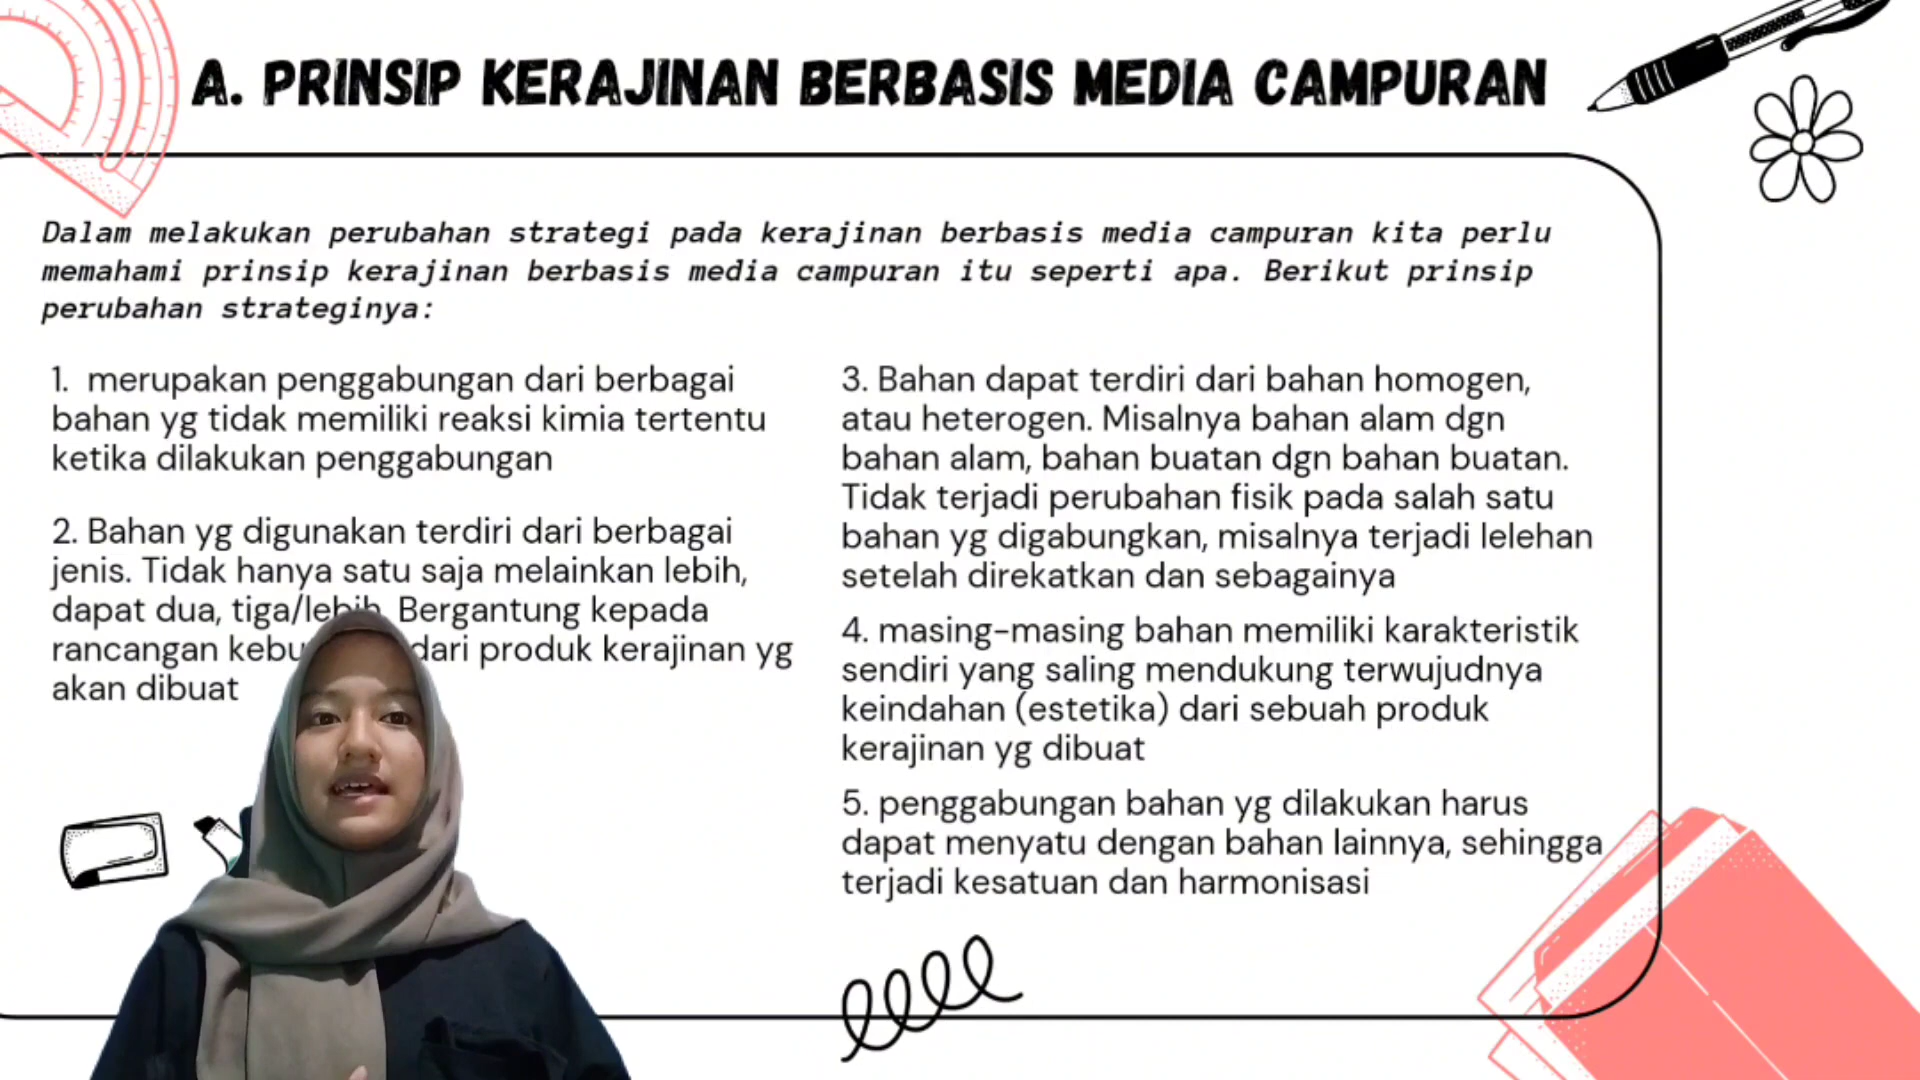 A. PRINSIP KERAJINAN BERBASIS MEDIA CAMPURAN
Dalam melakukan perubahan strategi pada kerajinan berbasis media campuran kita perlu
memahami prinsip kerajinan berbasis media campuran itu seperti apa. Berikut prinsip
perubahan strateginya:
1. merupakan penggabungan dari berbagai
bahan yg tidak memiliki reaksi kimia tertentu
ketika dilakukan penggabungan
2. Bahan yg digunakan terdiri dari berbagai
jenis. Tidak hanya satu saja melainkan lebih,
dapat dua, tiga/lebih. Bergantung kepada
rancangan dari produk kerajinan yg
akan dibuat
3. Bahan dapat terdiri dari bahan homogen,
atau heterogen. Misalnya bahan alam dgn
bahan alam, bahan buatan dgn bahan buatan.
Tidak terjadi perubahan fisik pada salah satu
bahan yg digabungkan, misalnya terjadi lelehan
setelah direkatkan dan sebagainya
4. masing-masing bahan memiliki karakteristik
sendiri yang saling mendukung terwujudnya
keindahan (estetika) dari sebuah produk
kerajinan yg dibuat
5. penggabungan bahan yg dilakukan harus
dapat menyatu dengan bahan lainnya, sehingga
terjadi kesatuan dan harmonisasi